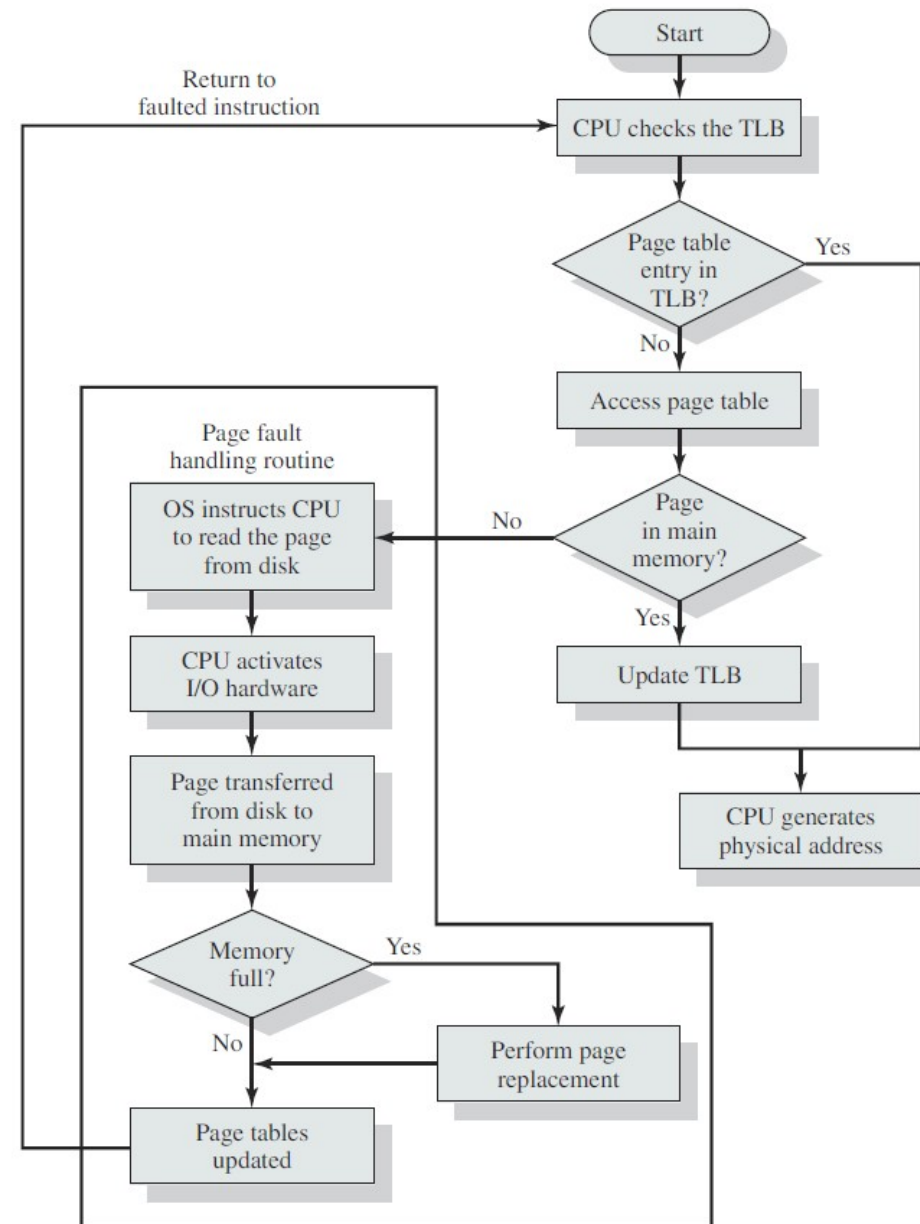 Start
Return to
faulted instruction
CPU checks the TLB
Page table
entry in
TLB?
Yes
No
Access page table
Page fault
handling routine
OS instructs CPU
to read the page
from disk
No
Page
in main
memory?
Yes
CPU activates
I/O hardware
Update TLB
Page transferred
from disk to
main memory
CPU generates
physical address
Memory
full?
Yes
No
Perform page
replacement
Page tables
updated